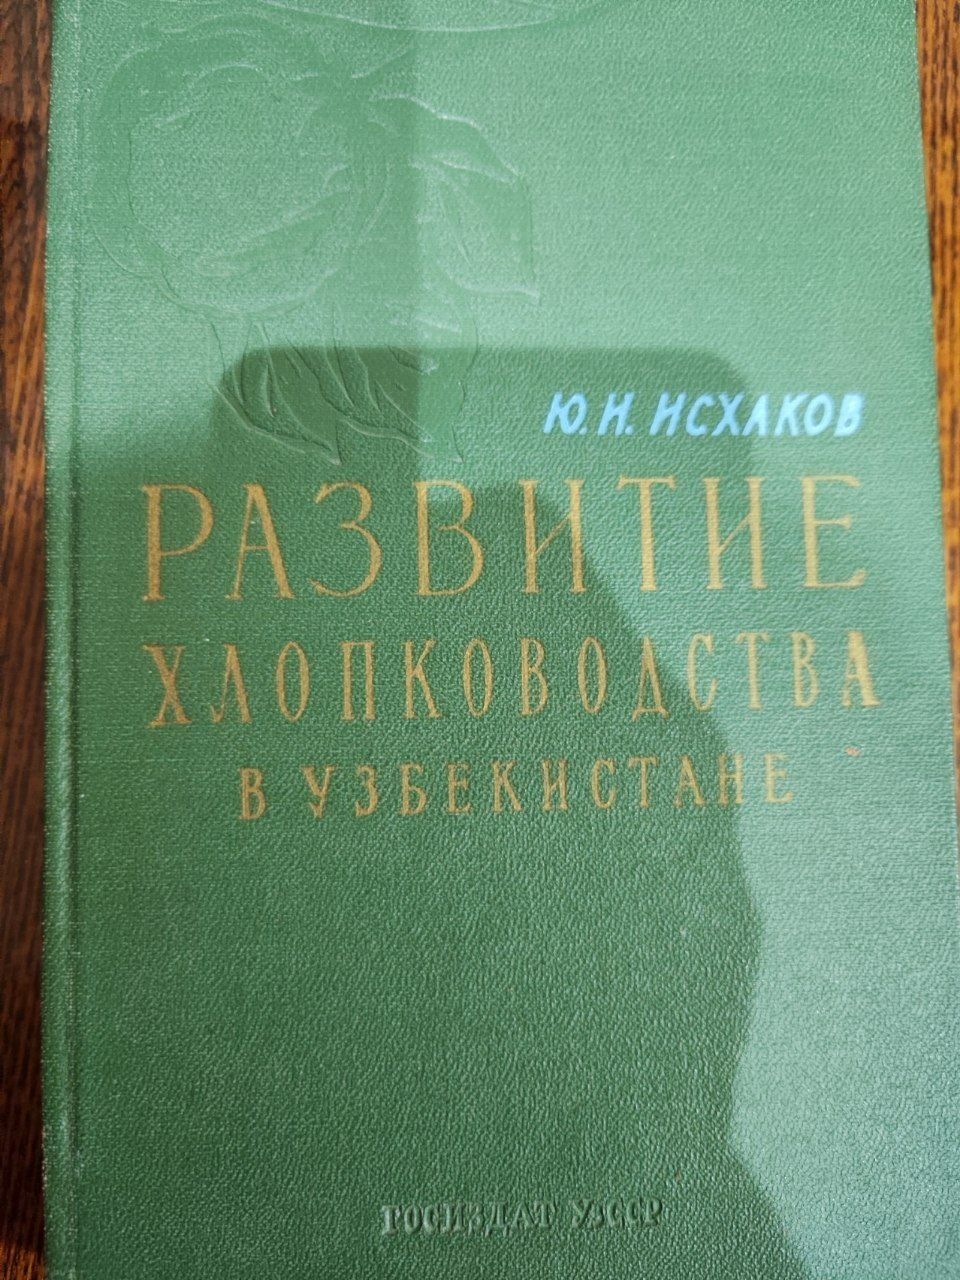 Ю. И. ИСХАКОВ
РАЗВИТИЕ
ХЛОПКОВОДСТВА
В УЗБЕКИСТАНЕ
ГОСИЗДАТ УзССР